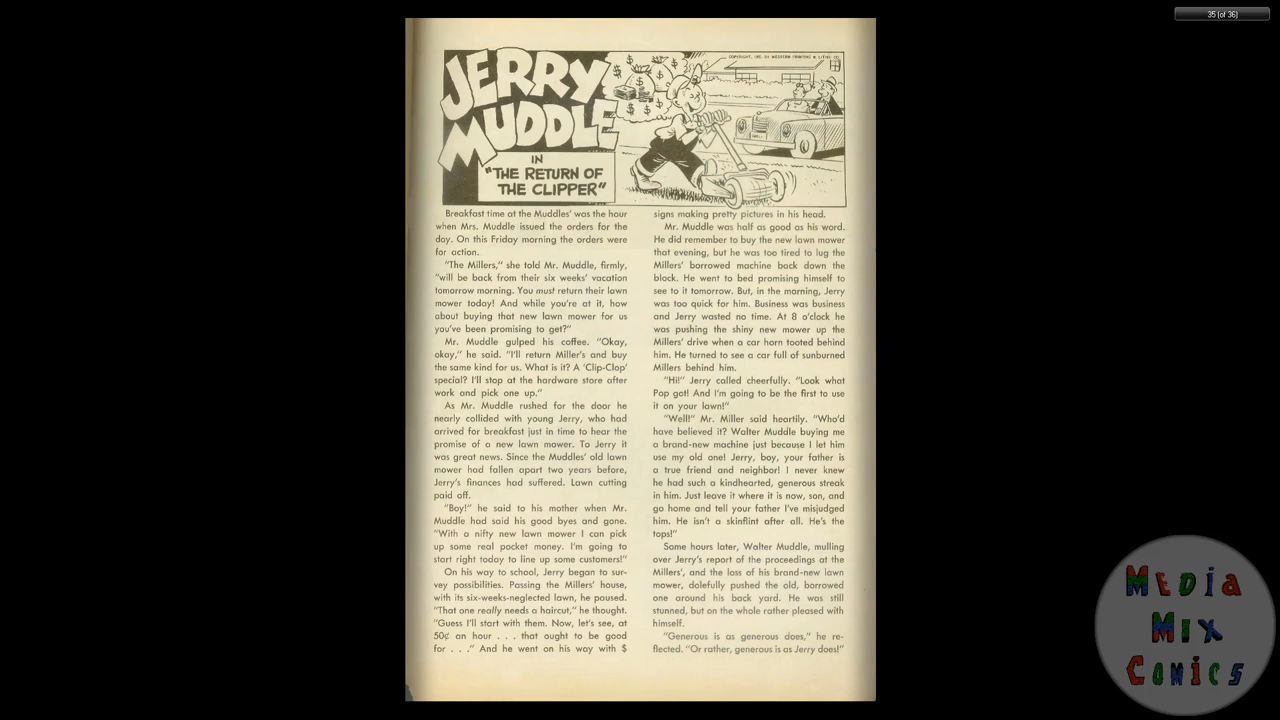 35 (of 36)
JERRY
MUDDLE
IN
"THE RETURN OF
THE CLIPPER"
Breakfast time at the Muddles' was the hour
when Mrs. Muddle issued the orders for the
day. On this Friday morning the orders were
for action.
"The Millers," she told Mr. Muddle, firmly,
"will be back from their six weeks' vacation
tomorrow morning. You must return their lawn
mower today! And while you're at it, how
about buying that new lawn mower for us
you've been promising to get?"
Mr. Muddle gulped his coffee. "Okay,
okay," he said. "I'll return Miller's and buy
the same kind for us. What is it? A 'Clip-Clop'
special? I'll stop at the hardware store after
work and pick one up."
As Mr. Muddle rushed for the door he
nearly collided with young Jerry, who had
arrived for breakfast just in time to hear the
promise of a new lawn mower. To Jerry it
was great news. Since the Muddles' old lawn
mower had fallen apart two years before,
Jerry's finances had suffered. Lawn cutting
paid off.
"Boy!" he said to his mother when Mr.
Muddle had said his good byes and gone.
"With a nifty new lawn mower I can pick
up some real pocket money. I'm going to
start right today to line up some customers!"
On his way to school, Jerry began to sur-
vey possibilities. Passing the Millers' house,
with its six-weeks-neglected lawn, he paused.
"That one really needs a haircut," he thought.
"Guess I'll start with them. Now, let's see, at
50¢ an hour . . . that ought to be good
for . . ." And he went on his way with $
signs making pretty pictures in his head.
Mr. Muddle was half as good as his word.
He did remember to buy the new lawn mower
that evening, but he was too tired to lug the
Millers' borrowed machine back down the
block. He went to bed promising himself to
see to it tomorrow. But, in the morning, Jerry
was too quick for him. Business was business
and Jerry wasted no time. At 8 o'clock he
was pushing the shiny new mower up the
Millers' drive when a car horn tooted behind
him. He turned to see a car full of sunburned
Millers behind him.
"Hi!" Jerry called cheerfully. "Look what
Pop got! And I'm going to be the first to use
it on your lawn!"
"Well!" Mr. Miller said heartily. "Who'd
have believed it? Walter Muddle buying me
a brand-new machine just because I let him
use my old one! Jerry, boy, your father is
a true friend and neighbor! I never knew
he had such a kindhearted, generous streak
in him. Just leave it where it is now, son, and
go home and tell your father I've misjudged
him. He isn't a skinflint after all. He's the
tops!"
Some hours later, Walter Muddle, mulling
over Jerry's report of the proceedings at the
Millers', and the loss of his brand-new lawn
mower, dolefully pushed the old, borrowed
one around his back yard. He was still
stunned, but on the whole rather pleased with
himself.
"Generous is as generous does," he re-
flected. "Or rather, generous is as Jerry does!"
MEDIA
MIX
COMICS